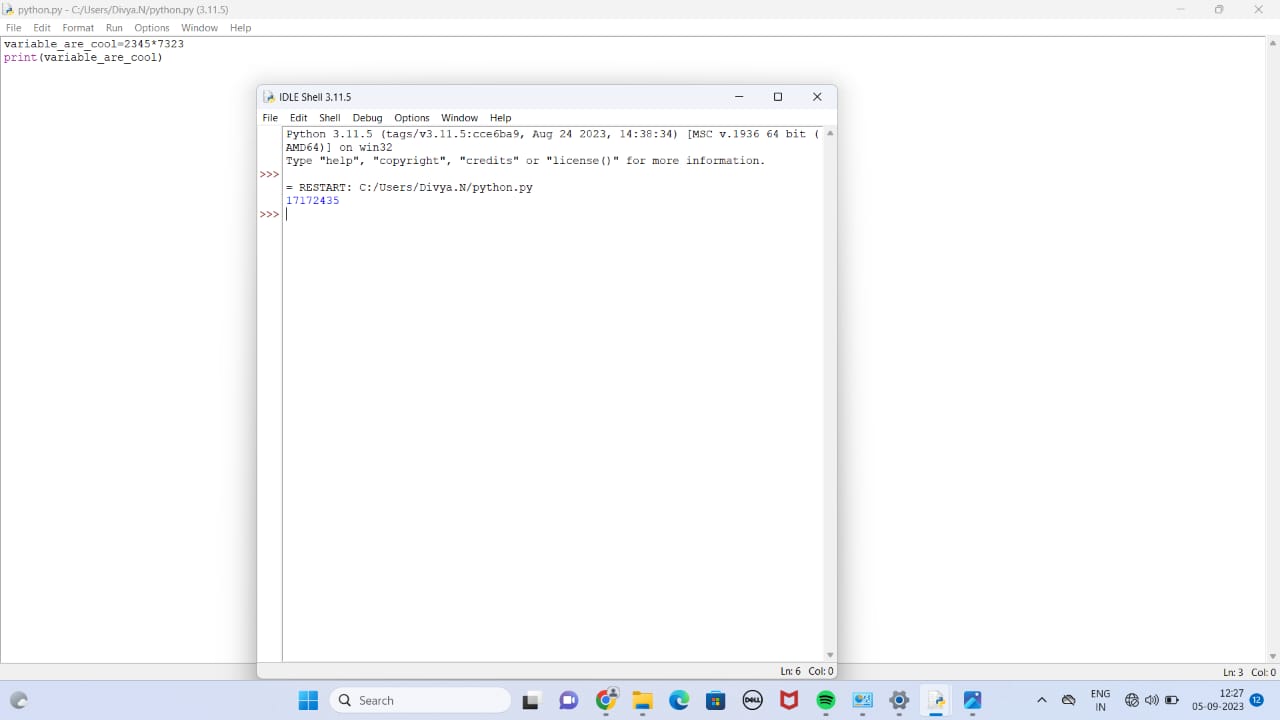 python.py - C:/Users/Divya.N/python.py (3.11.5)
File Edit Format Run Options Window Help
variable_are_cool=2345*7323
print(variable_are_cool)
IDLE Shell 3.11.5
File Edit Shell Debug Options Window Help
Python 3.11.5 (tags/v3.11.5:cce6ba9, Aug 24 2023, 14:38:34) [MSC v.1936 64 bit (
AMD64)] on win32
Type "help", "copyright", "credits" or "license()" for more information.
>>>
= RESTART: C:/Users/Divya.N/python.py
17172435
>>>
Ln: 6 Col: 0
Ln: 3 Col: 0
Search
DELL
ENG
IN
12:27
05-09-2023
12